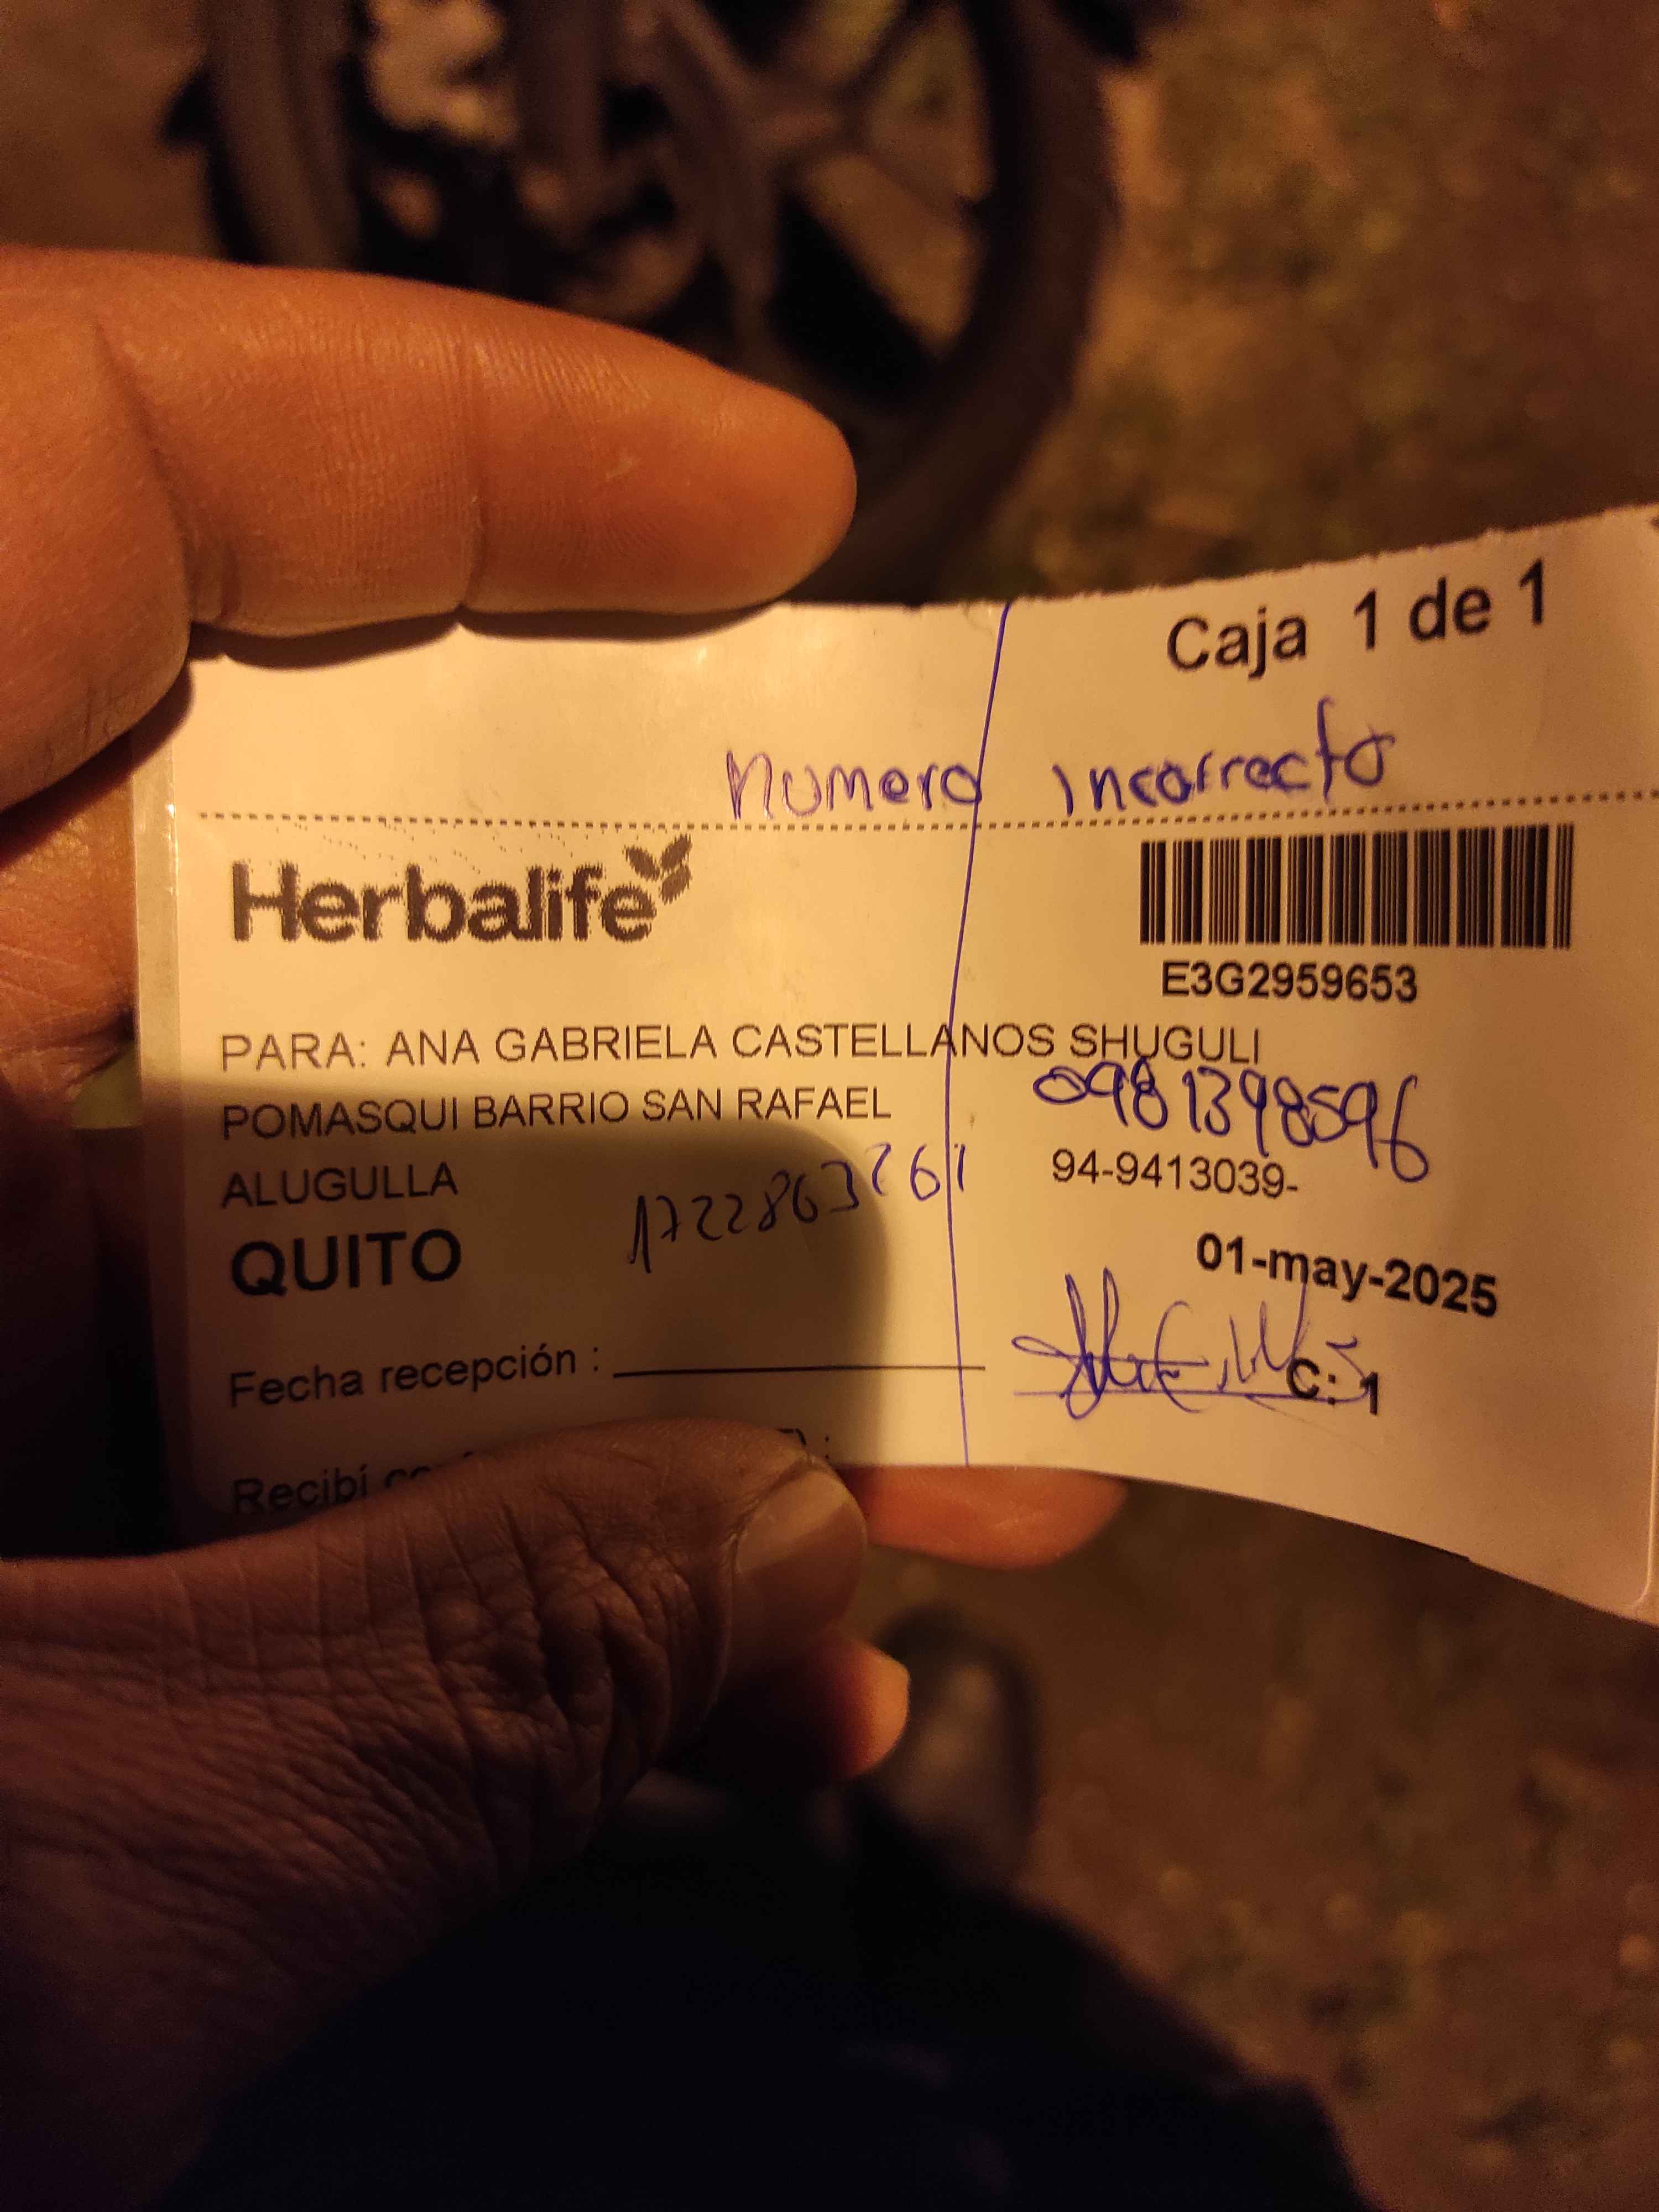 Caja 1 de 1
Numero incorrecto
Herbalife
E3G2959653
PARA: ANA GABRIELA CASTELLANOS SHUGULI
0981398596
POMASQUI BARRIO SAN RAFAEL
94-9413039-
ALUGULLA
QUITO
01-may-2025
Fecha recepción :
C: 1
Recibí